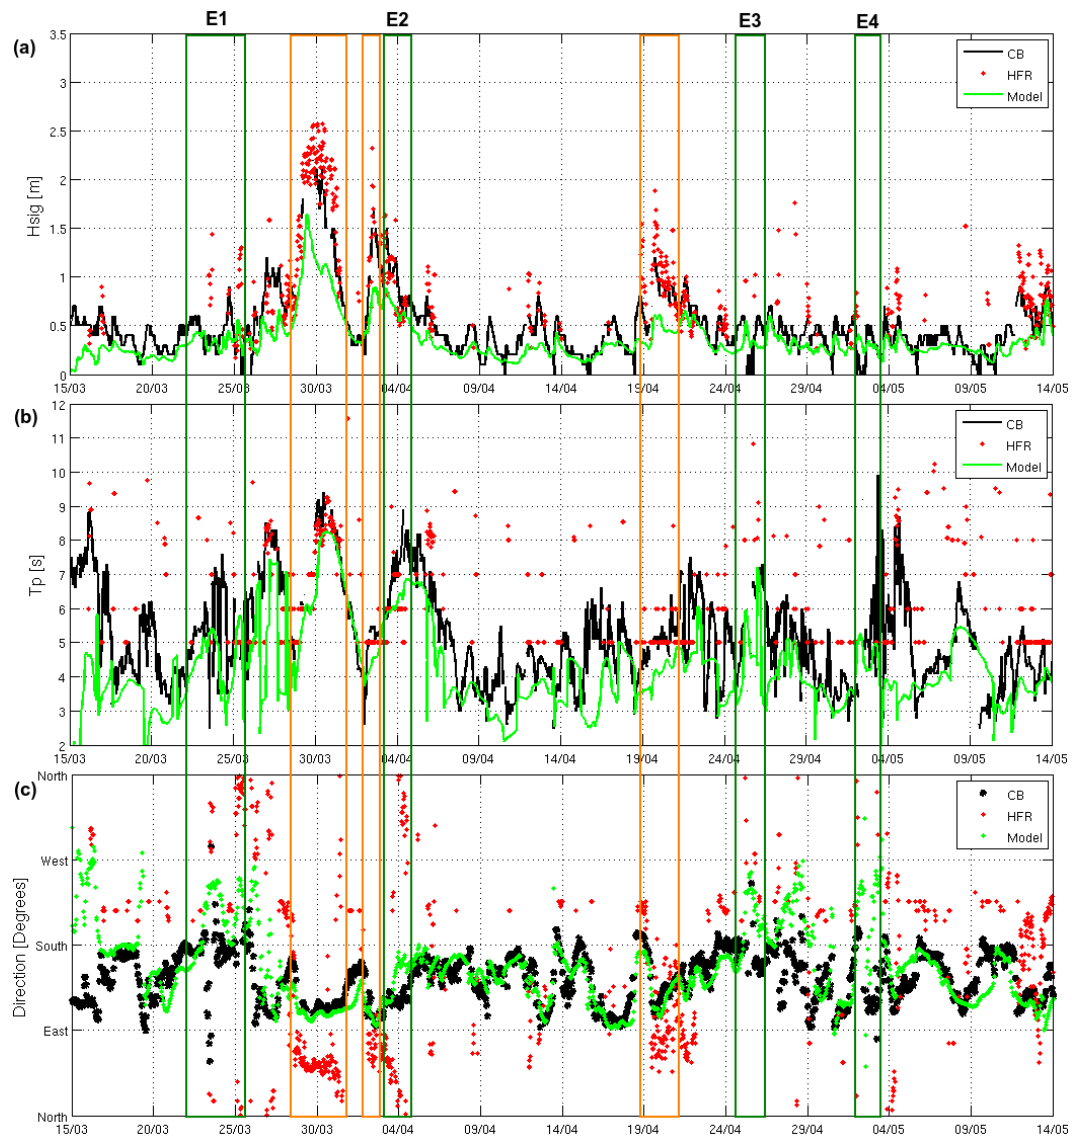 E1 E2 E3 E4
(a)
3.5
3
2.5
2
1.5
1
0.5
0
Hsig [m]
CB
HFR
Model
15/03 20/03 25/03 30/03 04/04 09/04 14/04 19/04 24/04 29/04 04/05 09/05 14/05
(b)
12
11
10
9
8
7
6
5
4
3
2
Tp [s]
CB
HFR
Model
15/03 20/03 25/03 30/03 04/04 09/04 14/04 19/04 24/04 29/04 04/05 09/05 14/05
(c)
North
West
South
East
North
Direction [Degrees]
CB
HFR
Model
15/03 20/03 25/03 30/03 04/04 09/04 14/04 19/04 24/04 29/04 04/05 09/05 14/05